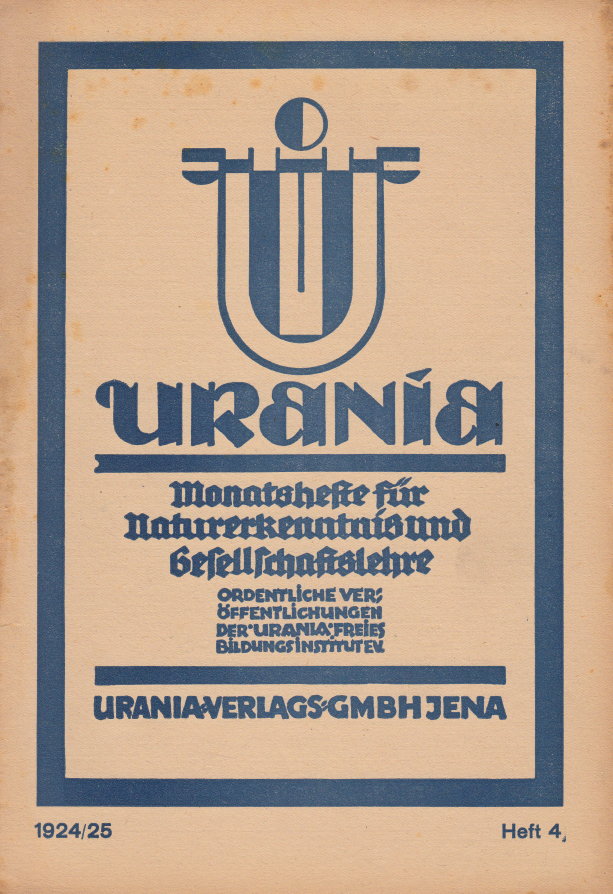 URANIA
Monatshefte für
Naturerkenntnis und
Gesellschaftslehre
ORDENTLICHE VER:
ÖFFENTLICHUNGEN
DER•URANIA•FREIES
BILDUNGSINSTITUT E.V.
URANIA-VERLAGS-GMBH JENA
1924/25
Heft 4